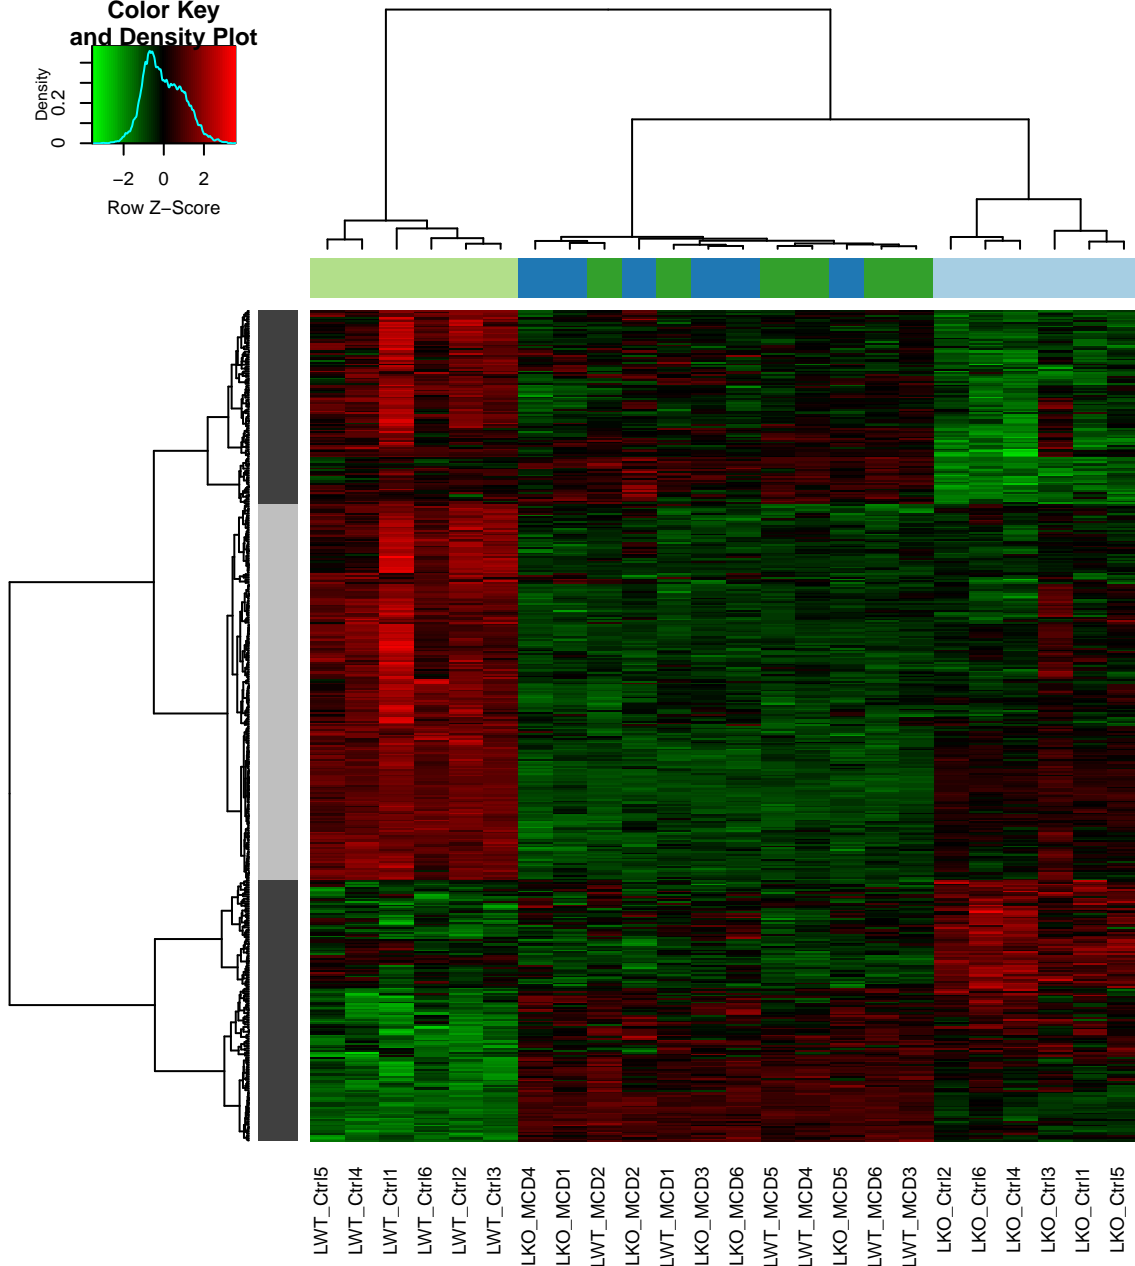 Color Key
and Density Plot
Density
0 0.2
−2 0 2
Row Z−Score
LWT_Ctrl5
LWT_Ctrl4
LWT_Ctrl1
LWT_Ctrl6
LWT_Ctrl2
LWT_Ctrl3
LKO_MCD4
LKO_MCD1
LWT_MCD2
LKO_MCD2
LWT_MCD1
LKO_MCD3
LKO_MCD6
LWT_MCD5
LWT_MCD4
LKO_MCD5
LWT_MCD6
LWT_MCD3
LKO_Ctrl2
LKO_Ctrl6
LKO_Ctrl4
LKO_Ctrl3
LKO_Ctrl1
LKO_Ctrl5